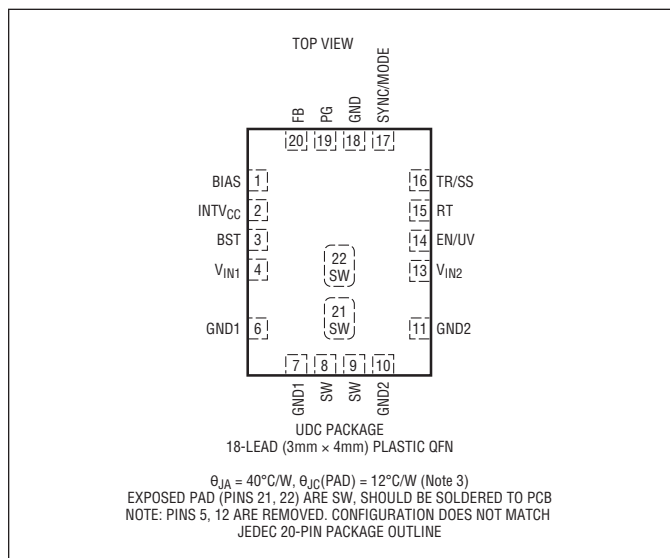 TOP VIEW
FB
PG
GND
SYNC/MODE
20 19 18 17
BIAS 1
16 TR/SS
INTVCC 2
15 RT
BST 3
14 EN/UV
VIN1 4
13 VIN2
22
SW
21
SW
GND1 6
11 GND2
7 8 9 10
GND1
SW
SW
GND2
UDC PACKAGE
18-LEAD (3mm × 4mm) PLASTIC QFN
θJA = 40°C/W, θJC(PAD) = 12°C/W (Note 3)
EXPOSED PAD (PINS 21, 22) ARE SW, SHOULD BE SOLDERED TO PCB
NOTE: PINS 5, 12 ARE REMOVED. CONFIGURATION DOES NOT MATCH
JEDEC 20-PIN PACKAGE OUTLINE